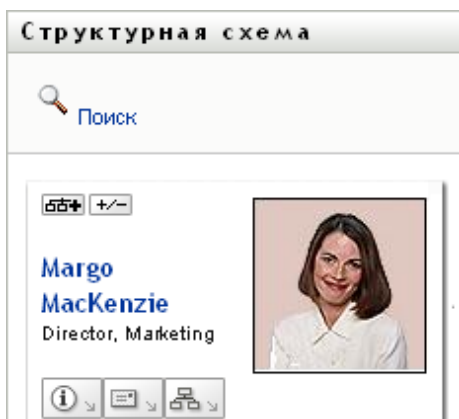 Структурная схема
Поиск
+/-
Margo
MacKenzie
Director, Marketing